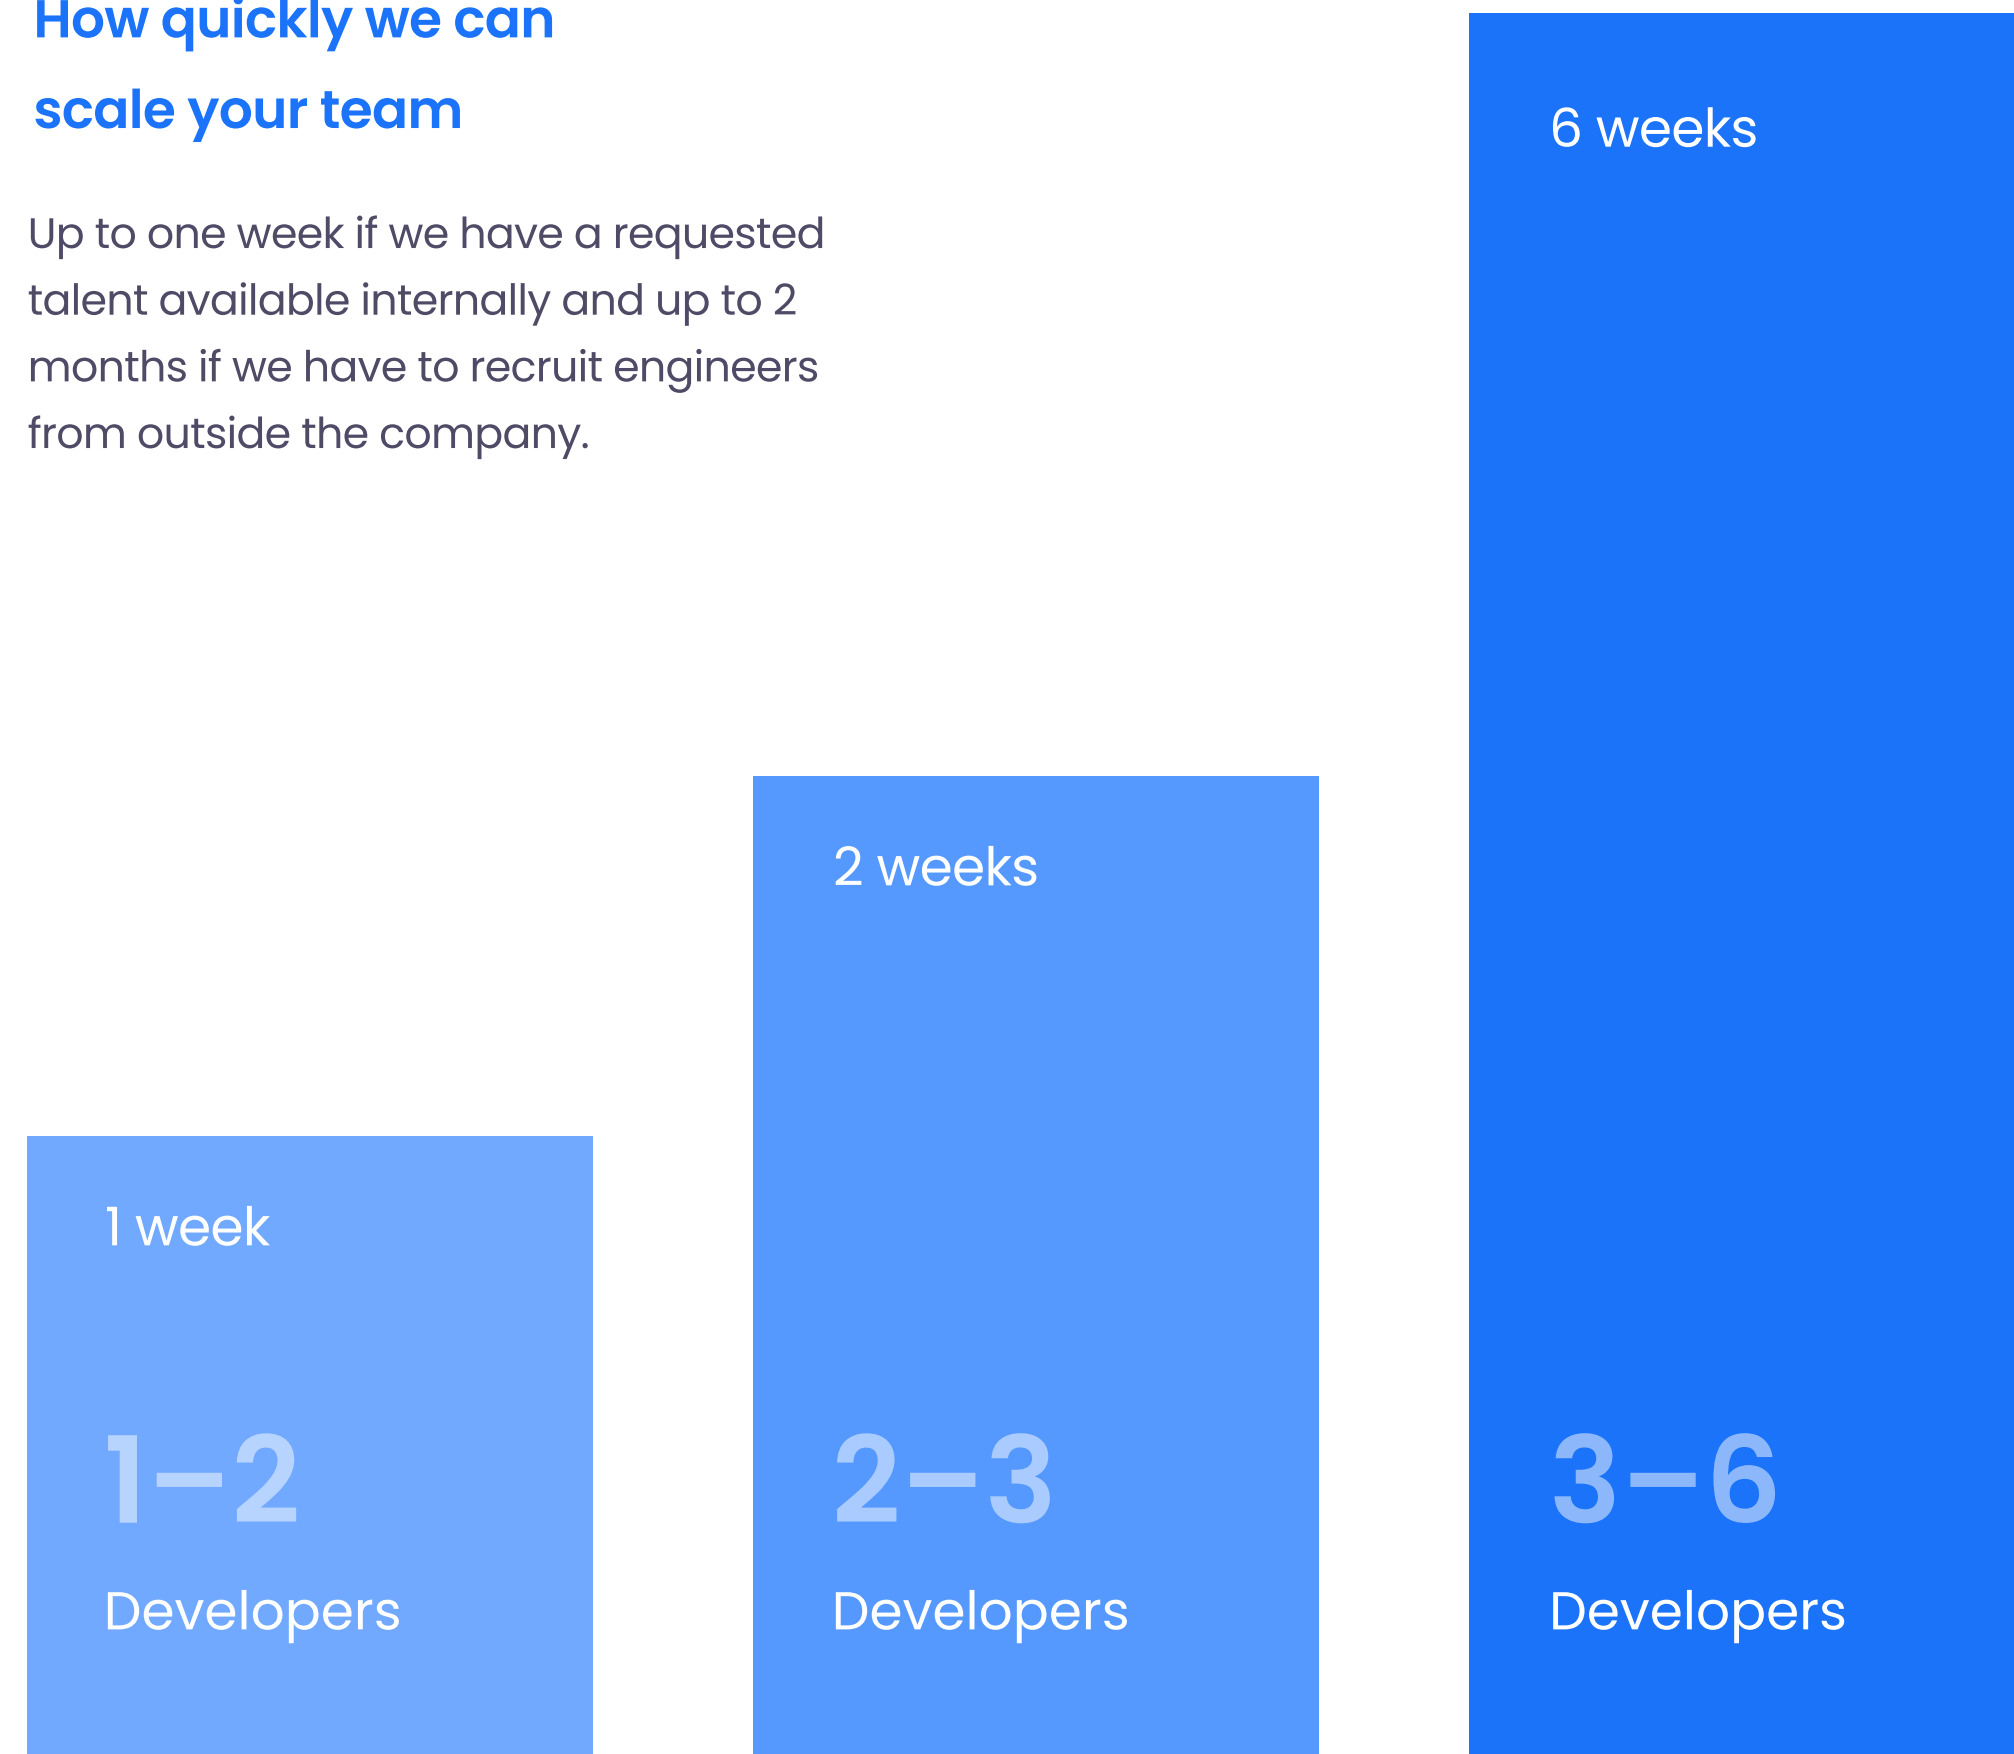 How quickly we can
scale your team
Up to one week if we have a requested
talent available internally and up to 2
months if we have to recruit engineers
from outside the company.
1 week
1–2
Developers
2 weeks
2–3
Developers
6 weeks
3–6
Developers